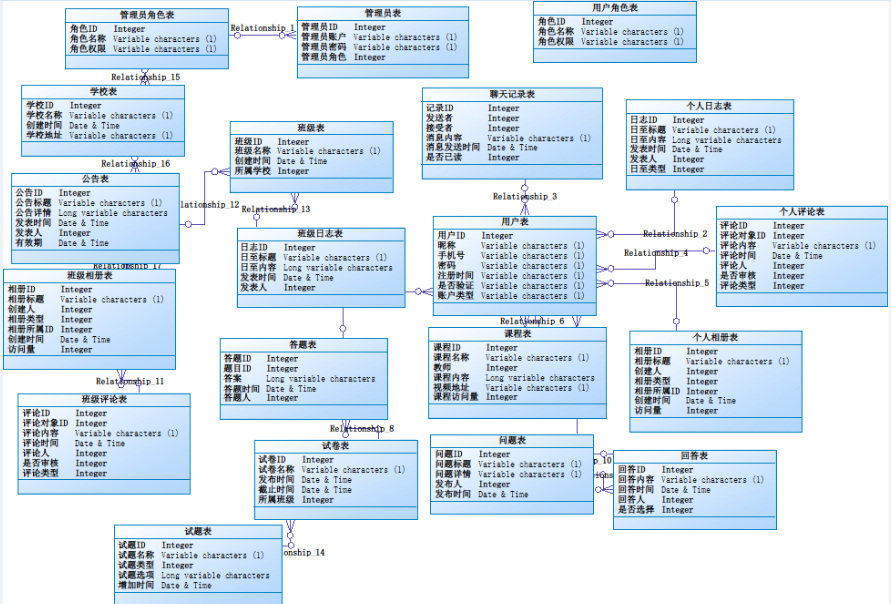 管理员角色表
角色ID Integer
角色名称 Variable characters (1)
角色权限 Variable characters (1)
Relationship_1
管理员表
管理员ID Integer
管理员账户 Variable characters (1)
管理员密码 Variable characters (1)
管理员角色 Integer
用户角色表
角色ID Integer
角色名称 Variable characters (1)
角色权限 Variable characters (1)
Relationship_15
学校表
学校ID Integer
学校名称 Variable characters (1)
创建时间 Date & Time
学校地址 Variable characters (1)
Relationship_16
班级表
班级ID Integer
班级名称 Variable characters (1)
创建时间 Date & Time
所属学校 Integer
聊天记录表
记录ID Integer
发送者 Integer
接受者 Integer
消息内容 Variable characters (1)
消息发送时间 Date & Time
是否已读 Integer
个人日志表
日志ID Integer
日至标题 Variable characters (1)
日至内容 Long variable characters
发表时间 Date & Time
发表人 Integer
日至类型 Integer
公告表
公告ID Integer
公告标题 Variable characters (1)
公告详情 Long variable characters
发表时间 Date & Time
发表人 Integer
有效期 Date & Time
lationship_12
Relationship_13
Relationship_3
班级日志表
日志ID Integer
日至标题 Variable characters (1)
日至内容 Long variable characters
发表时间 Date & Time
发表人 Integer
用户表
用户ID Integer
昵称 Variable characters (1)
手机号 Variable characters (1)
密码 Variable characters (1)
注册时间 Variable characters (1)
是否验证 Variable characters (1)
账户类型 Variable characters (1)
Relationship_2
Relationship_4
Relationship_5
个人评论表
评论ID Integer
评论对象ID Integer
评论内容 Variable characters (1)
评论时间 Date & Time
评论人 Integer
是否审核 Integer
评论类型 Integer
Relationship_17
班级相册表
相册ID Integer
相册标题 Variable characters (1)
创建人 Integer
相册类型 Integer
相册所属ID Integer
创建时间 Date & Time
访问量 Integer
Relationship_6
答题表
答题ID Integer
题目ID Integer
答案 Long variable characters
答题时间 Date & Time
答题人 Integer
课程表
课程ID Integer
课程名称 Variable characters (1)
教师 Integer
课程内容 Long variable characters
视频地址 Variable characters (1)
课程访问量 Integer
个人相册表
相册ID Integer
相册标题 Variable characters (1)
创建人 Integer
相册类型 Integer
相册所属ID Integer
创建时间 Date & Time
访问量 Integer
Relationship_11
班级评论表
评论ID Integer
评论对象ID Integer
评论内容 Variable characters (1)
评论时间 Date & Time
评论人 Integer
是否审核 Integer
评论类型 Integer
Relationship_8
试卷表
试卷ID Integer
试卷名称 Variable characters (1)
发布时间 Date & Time
截止时间 Date & Time
所属班级 Integer
问题表
问题ID Integer
问题标题 Variable characters (1)
问题详情 Variable characters (1)
发布人 Integer
发布时间 Date & Time
p_10
回答表
回答ID Integer
回答内容 Variable characters (1)
回答时间 Date & Time
回答人 Integer
是否选择 Integer
试题表
试题ID Integer
试题名称 Variable characters (1)
试题类型 Integer
试题选项 Long variable characters
增加时间 Date & Time
onship_14